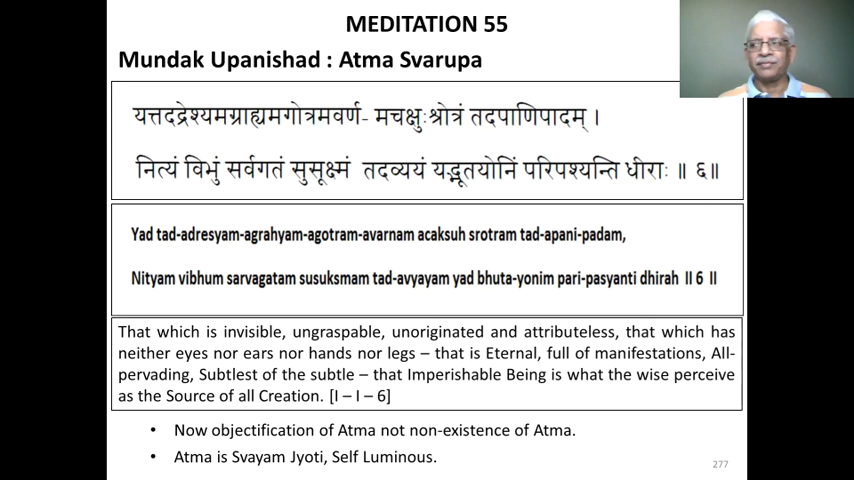 MEDITATION 55
Mundak Upanishad : Atma Svarupa
यत्तदद्रेश्यमग्राह्यमगोत्रमवर्ण- मचक्षुःश्रोत्रं तदपाणिपादम् ।
नित्यं विभुं सर्वगतं सुसूक्ष्मं तदव्ययं यद्भूतयोनिं परिपश्यन्ति धीराः ॥ ६॥
Yad tad-adresyam-agrahyam-agotram-avarnam acaksuh srotram tad-apani-padam,
Nityam vibhum sarvagatam susuksmam tad-avyayam yad bhuta-yonim pari-pasyanti dhirah II 6 II
That which is invisible, ungraspable, unoriginated and attributeless, that which has
neither eyes nor ears nor hands nor legs – that is Eternal, full of manifestations, All-
pervading, Subtlest of the subtle – that Imperishable Being is what the wise perceive
as the Source of all Creation. [I – I – 6]
• Now objectification of Atma not non-existence of Atma.
• Atma is Svayam Jyoti, Self Luminous.
277